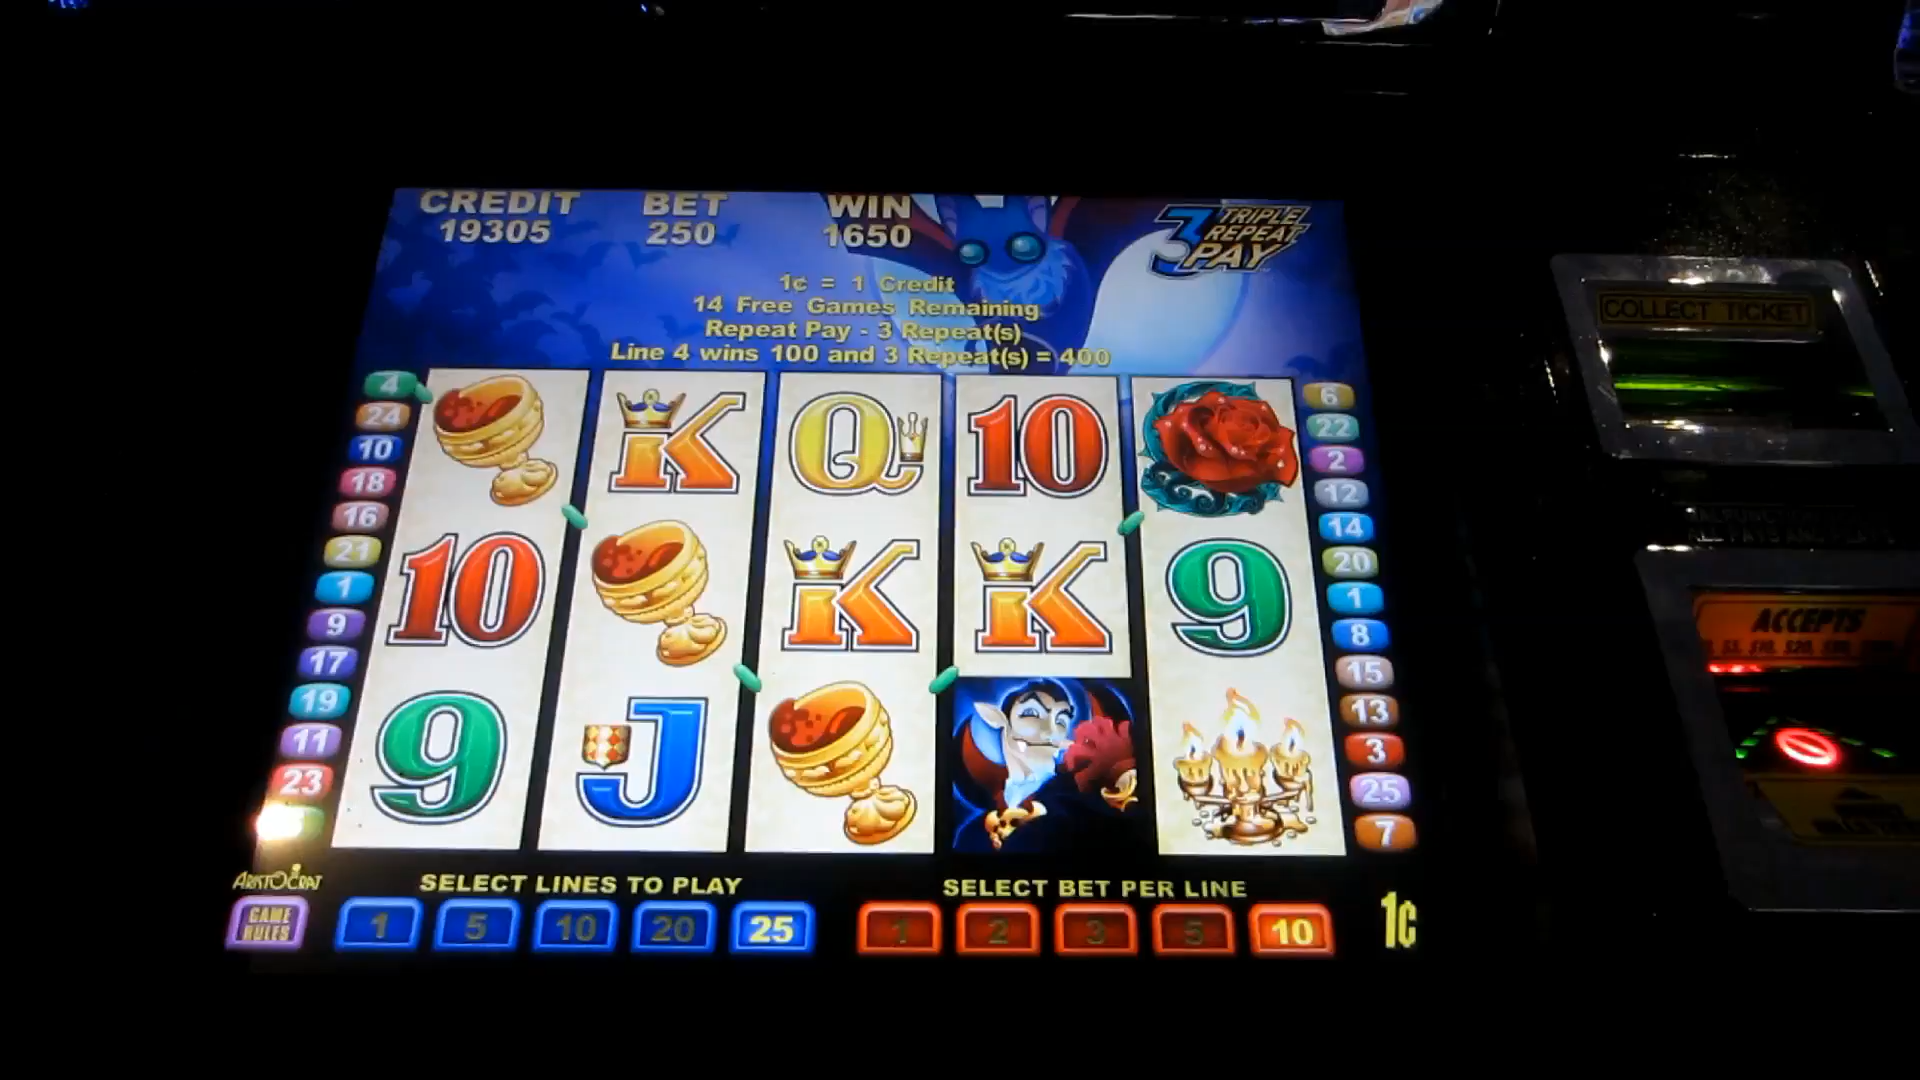 CREDIT BET WIN
19305 250 1650
3 TRIPLE
REPEAT
PAY
1¢ = 1 Credit
14 Free Games Remaining
Repeat Pay - 3 Repeat(s)
Line 4 wins 100 and 3 Repeat(s) = 400
COLLECT TICKET
4
24
10
18
16
21
1
9
17
19
11
23
K Q 10
10 K K 9
9 J
6
22
2
12
14
20
1
8
15
13
3
25
7
ACCEPTS
ARISTOCRAT
GAME
RULES
SELECT LINES TO PLAY
1 5 10 20 25
SELECT BET PER LINE
1 2 3 5 10
1¢